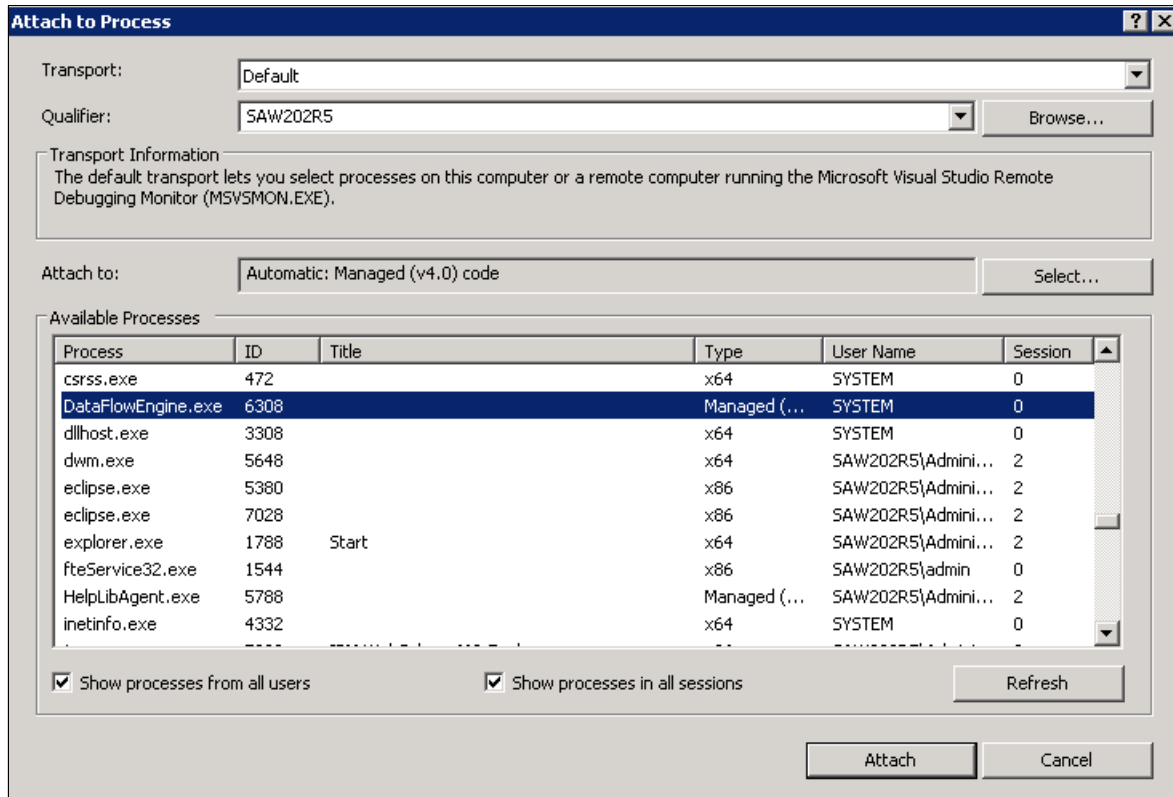 Attach to Process
Transport: Default
Qualifier: SAW202R5 Browse...
Transport Information
The default transport lets you select processes on this computer or a remote computer running the Microsoft Visual Studio Remote
Debugging Monitor (MSVSMON.EXE).
Attach to: Automatic: Managed (v4.0) code Select...
Available Processes
Process ID Title Type User Name Session
csrss.exe 472 x64 SYSTEM 0
DataFlowEngine.exe 6308 Managed (... SYSTEM 0
dllhost.exe 3308 x64 SYSTEM 0
dwm.exe 5648 x64 SAW202R5\Admini... 2
eclipse.exe 5380 x86 SAW202R5\Admini... 2
eclipse.exe 7028 x86 SAW202R5\Admini... 2
explorer.exe 1788 Start x64 SAW202R5\Admini... 2
fteService32.exe 1544 x86 SAW202R5\admin 0
HelpLibAgent.exe 5788 Managed (... SAW202R5\Admini... 2
inetinfo.exe 4332 x64 SYSTEM 0
Show processes from all users Show processes in all sessions Refresh
Attach Cancel